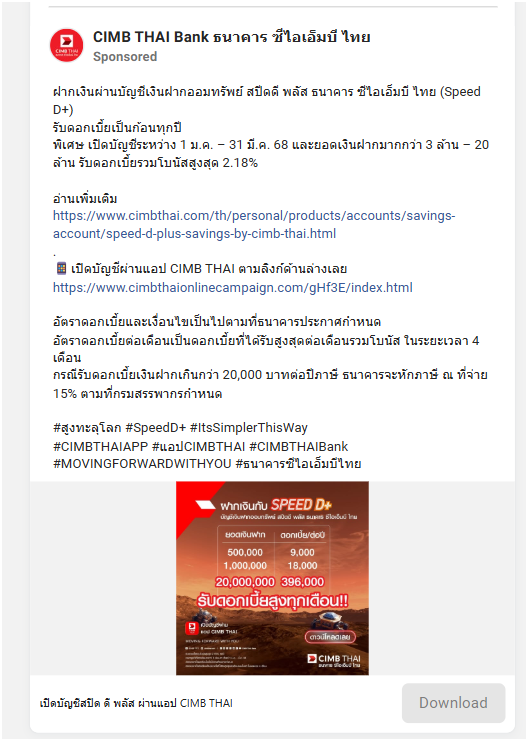 CIMB THAI Bank ธนาคาร ซีไอเอ็มบี ไทย
Sponsored
ฝากเงินผ่านบัญชีเงินฝากออมทรัพย์ สปีดดี พลัส ธนาคาร ซีไอเอ็มบี ไทย (Speed
D+)
รับดอกเบี้ยเป็นก้อนทุกปี
พิเศษ เปิดบัญชีระหว่าง 1 ม.ค. – 31 มี.ค. 68 และยอดเงินฝากมากกว่า 3 ล้าน – 20
ล้าน รับดอกเบี้ยรวมโบนัสสูงสุด 2.18%
อ่านเพิ่มเติม
https://www.cimbthai.com/th/personal/products/accounts/savings-
account/speed-d-plus-savings-by-cimb-thai.html
.
เปิดบัญชีผ่านแอป CIMB THAI ตามลิงก์ด้านล่างเลย
https://www.cimbthaionlinecampaign.com/gHf3E/index.html
อัตราดอกเบี้ยและเงื่อนไขเป็นไปตามที่ธนาคารประกาศกำหนด
อัตราดอกเบี้ยต่อเดือนเป็นดอกเบี้ยที่ได้รับสูงสุดต่อเดือนรวมโบนัส ในระยะเวลา 4
เดือน
กรณีรับดอกเบี้ยเงินฝากเกินกว่า 20,000 บาทต่อปีภาษี ธนาคารจะหักภาษี ณ ที่จ่าย
15% ตามที่กรมสรรพากรกำหนด
#สูงทะลุโลก #SpeedD+ #ItsSimplerThisWay
#CIMBTHAIAPP #แอปCIMBTHAI #CIMBTHAIBank
#MOVINGFORWARDWITHYOU #ธนาคารซีไอเอ็มบีไทย
ฝากเงินกับ SPEED D+
บัญชีเงินฝากออมทรัพย์ สปีดดี พลัส ธนาคาร ซีไอเอ็มบี ไทย
ยอดเงินฝาก ดอกเบี้ย/ต่อปี
500,000 9,000
1,000,000 18,000
20,000,000 396,000
รับดอกเบี้ยสูงทุกเดือน!!
เปิดบัญชีผ่าน
แอป CIMB THAI
ดาวน์โหลดเลย
CIMB THAI
ธนาคาร ซีไอเอ็มบี ไทย
เปิดบัญชีสปีด ดี พลัส ผ่านแอป CIMB THAI
Download